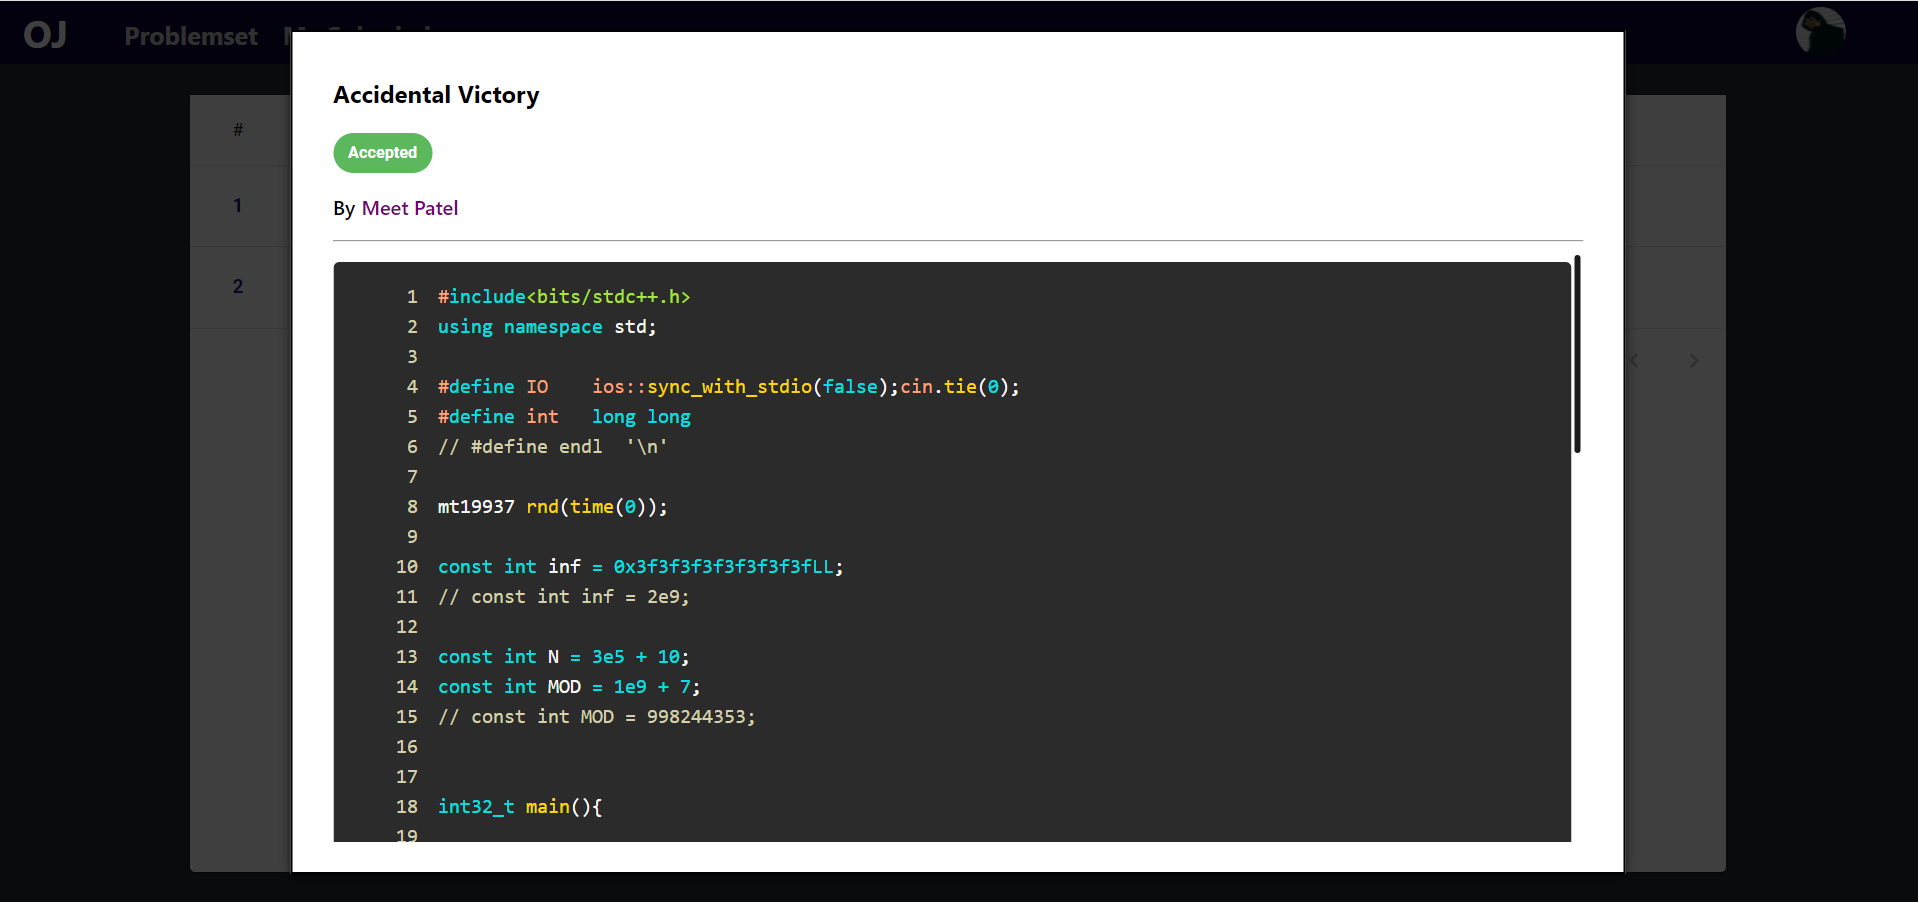 OJ Problemset
#
1
2
Accidental Victory
Accepted
By Meet Patel
1 #include<bits/stdc++.h>
2 using namespace std;
3
4 #define IO    ios::sync_with_stdio(false);cin.tie(0);
5 #define int   long long
6 // #define endl  '\n'
7
8 mt19937 rnd(time(0));
9
10 const int inf = 0x3f3f3f3f3f3f3f3fLL;
11 // const int inf = 2e9;
12
13 const int N = 3e5 + 10;
14 const int MOD = 1e9 + 7;
15 // const int MOD = 998244353;
16
17
18 int32_t main(){
19